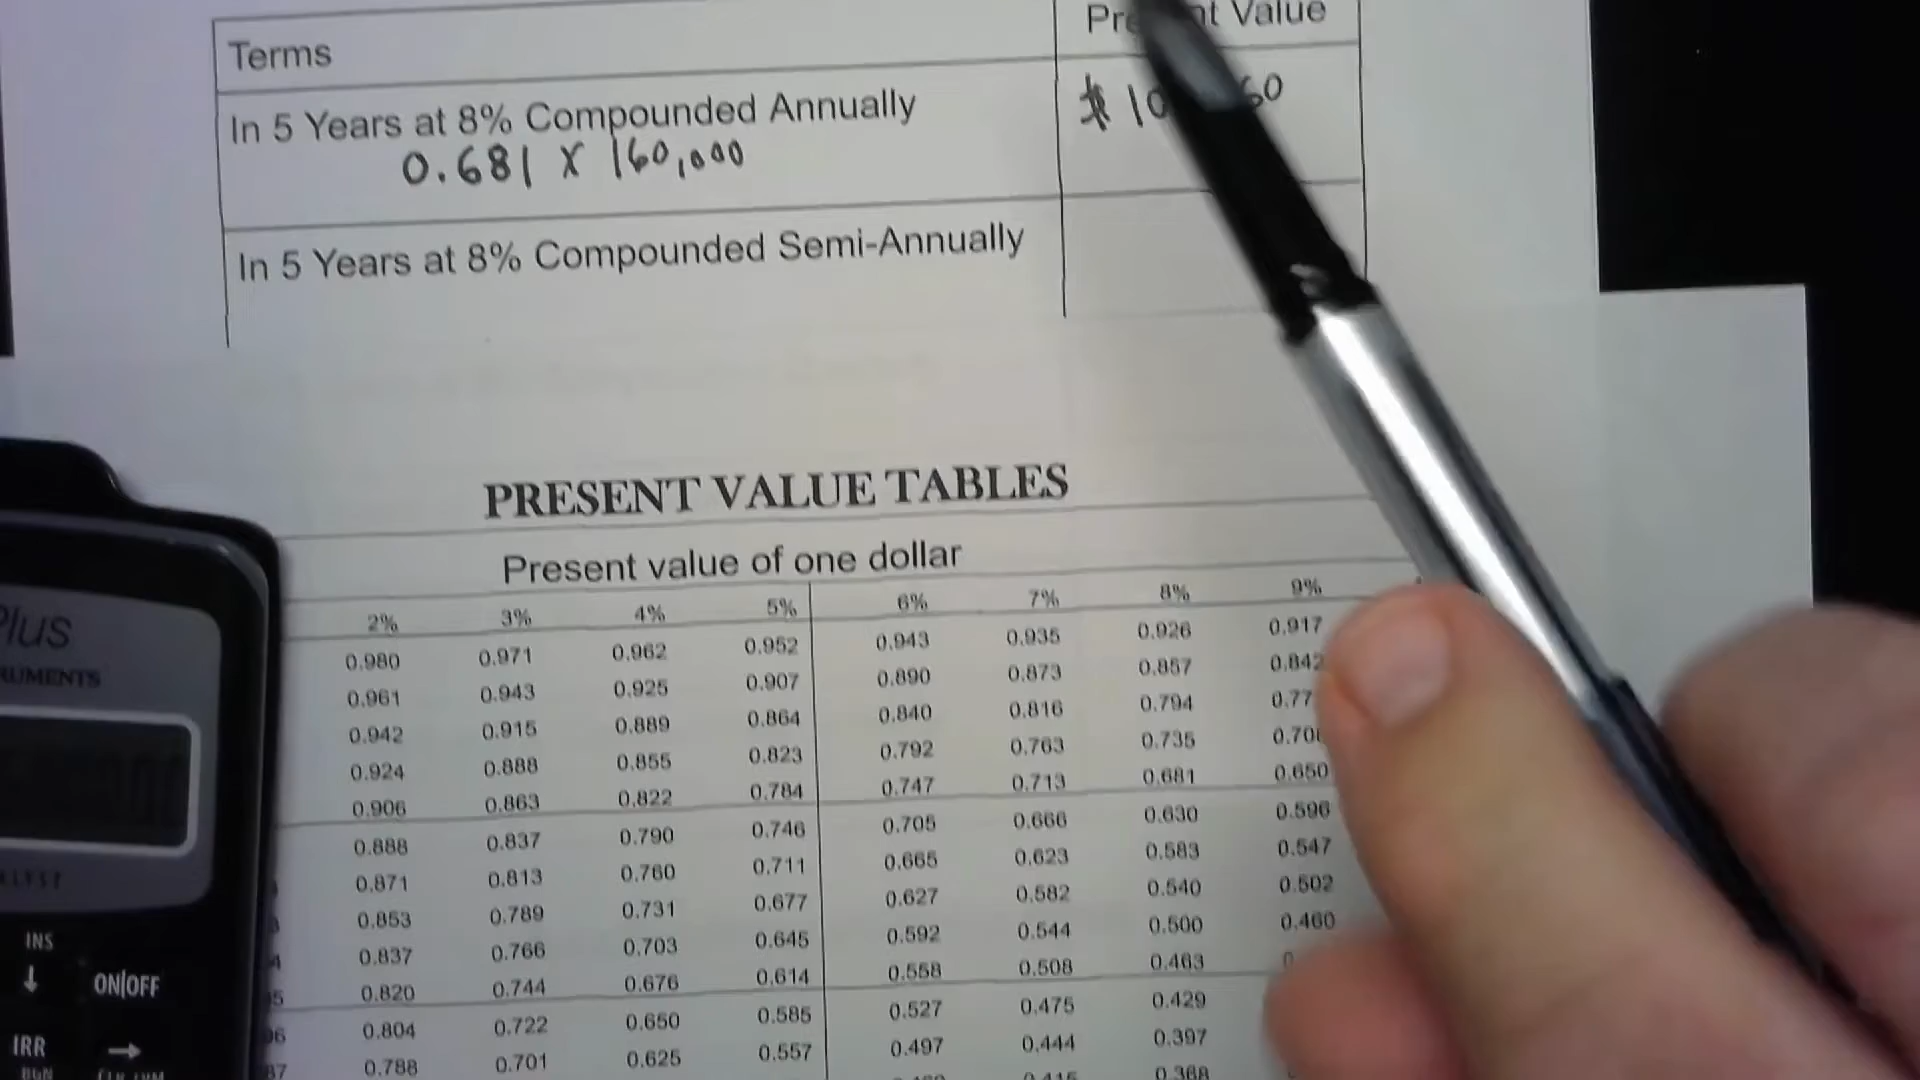 Terms
Value
In 5 Years at 8% Compounded Annually
0.681 X 160,000
In 5 Years at 8% Compounded Semi-Annually
PRESENT VALUE TABLES
Present value of one dollar
2% 3% 4% 5% 6% 7% 8% 9%
0.980 0.971 0.962 0.952 0.943 0.935 0.926 0.917
0.961 0.943 0.925 0.907 0.890 0.873 0.857 0.842
0.942 0.915 0.889 0.864 0.840 0.816 0.794
0.924 0.888 0.855 0.823 0.792 0.763 0.735
0.906 0.863 0.822 0.784 0.747 0.713 0.681 0.650
0.888 0.837 0.790 0.746 0.705 0.666 0.630 0.596
0.871 0.813 0.760 0.711 0.665 0.623 0.583 0.547
0.853 0.789 0.731 0.677 0.627 0.582 0.540 0.502
0.837 0.766 0.703 0.645 0.592 0.544 0.500 0.460
0.820 0.744 0.676 0.614 0.558 0.508 0.463
0.804 0.722 0.650 0.585 0.527 0.475 0.429
0.788 0.701 0.625 0.557 0.497 0.444 0.397
0.368
Plus
INS
↓ ON|OFF
IRR →
BGN